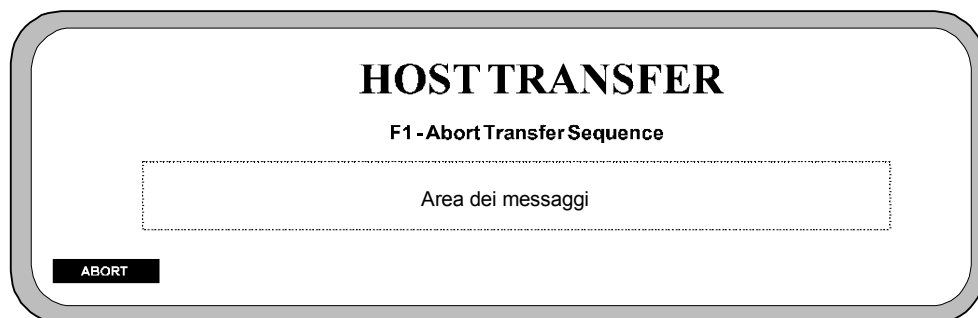 HOST TRANSFER
F1 - Abort Transfer Sequence
Area dei messaggi
ABORT